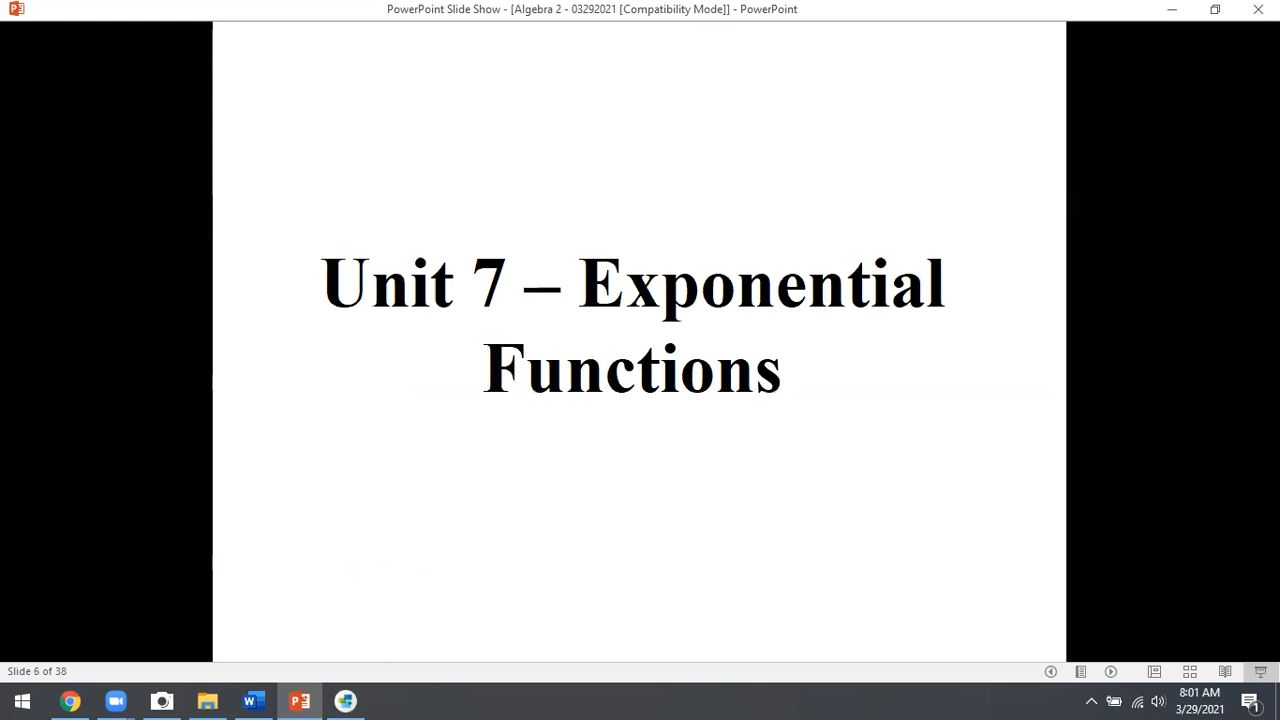 PowerPoint Slide Show - [Algebra 2 - 03292021 [Compatibility Mode]] - PowerPoint
Unit 7 – Exponential
Functions
Slide 6 of 38
8:01 AM
3/29/2021
1